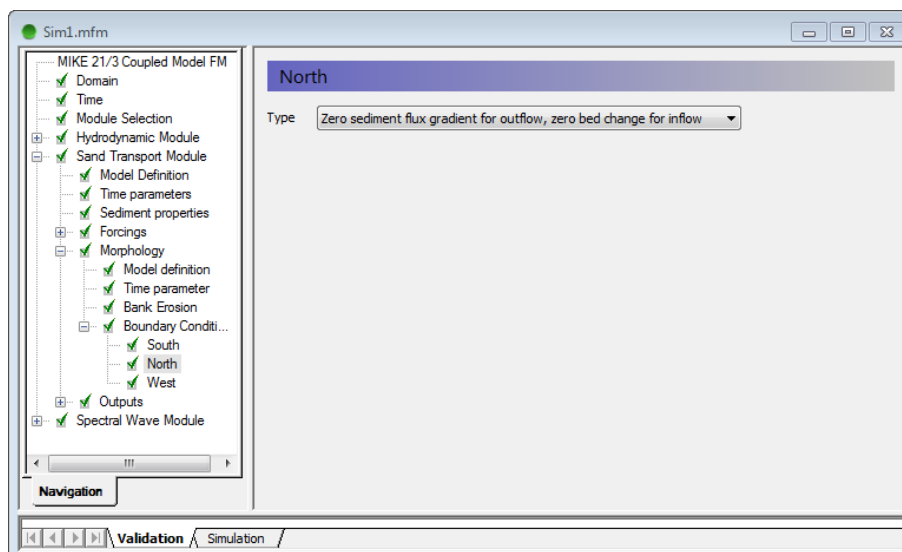 Sim1.mfm
MIKE 21/3 Coupled Model FM
Domain
Time
Module Selection
Hydrodynamic Module
Sand Transport Module
Model Definition
Time parameters
Sediment properties
Forcings
Morphology
Model definition
Time parameter
Bank Erosion
Boundary Conditi...
South
North
West
Outputs
Spectral Wave Module
Navigation
North
Type Zero sediment flux gradient for outflow, zero bed change for inflow
Validation Simulation